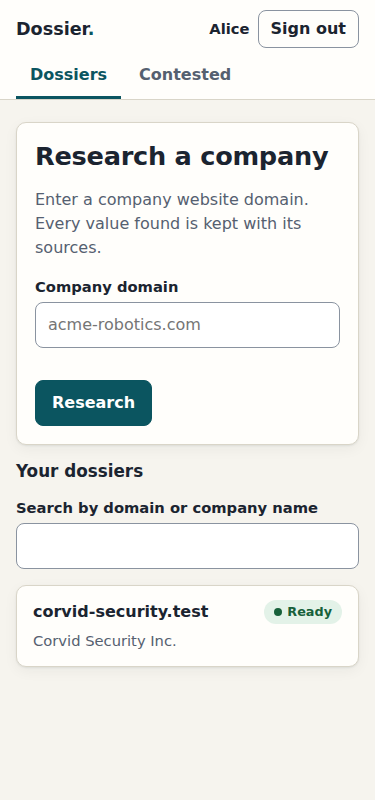 Dossier.
Alice
Sign out
Dossiers
Contested
Research a company
Enter a company website domain.
Every value found is kept with its
sources.
Company domain
acme-robotics.com
Research
Your dossiers
Search by domain or company name
corvid-security.test
Ready
Corvid Security Inc.